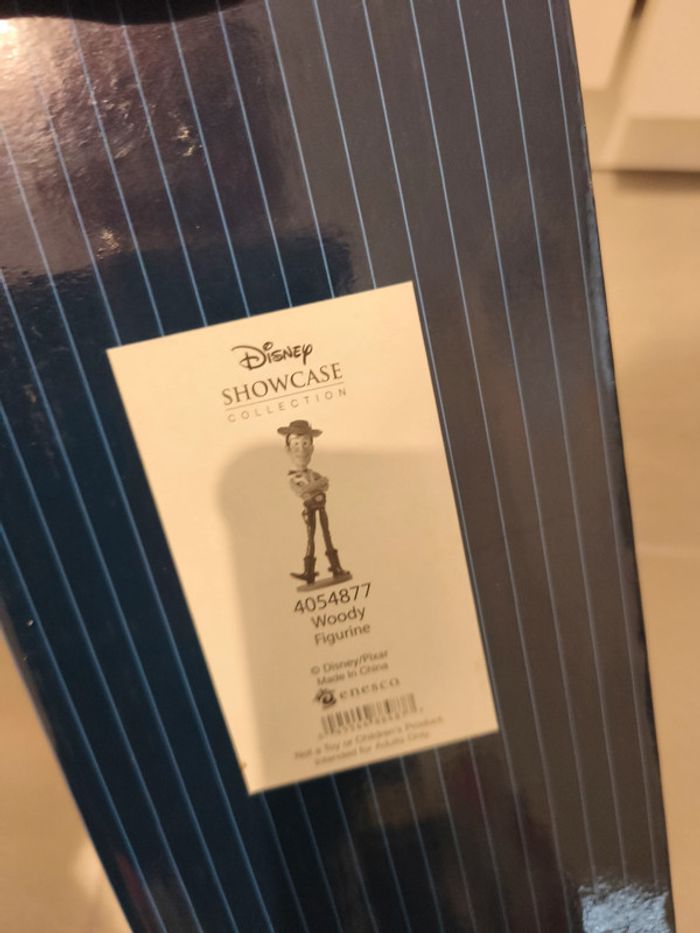 Disney
SHOWCASE
COLLECTION
4054877
Woody
Figurine
© Disney/Pixar
Made in China
enesco
Not a Toy or Children's Product
Intended for Adults Only